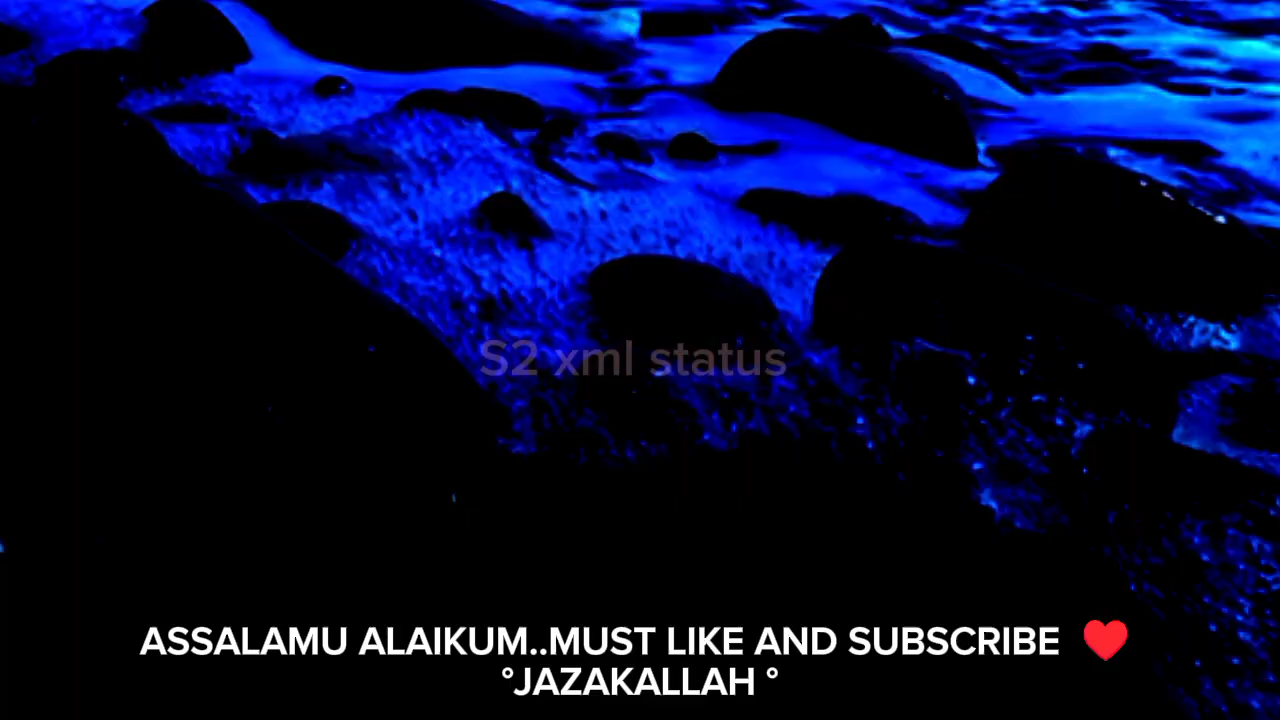 S2 xml status
ASSALAMU ALAIKUM..MUST LIKE AND SUBSCRIBE ♥️
°JAZAKALLAH °